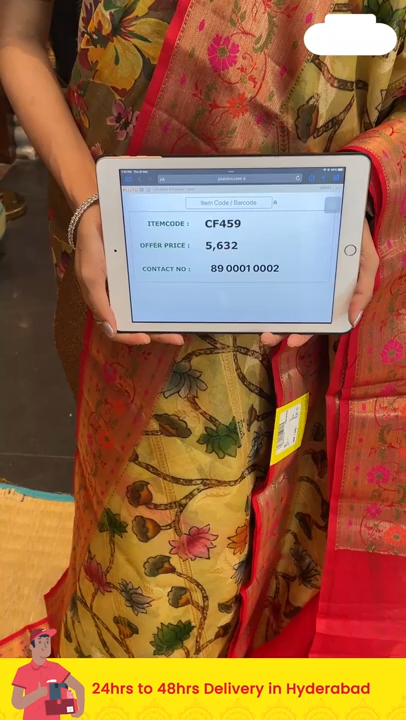 Item Code / Barcode
ITEMCODE : CF459
OFFER PRICE : 5,632
CONTACT NO : 89 0001 0002
24hrs to 48hrs Delivery in Hyderabad